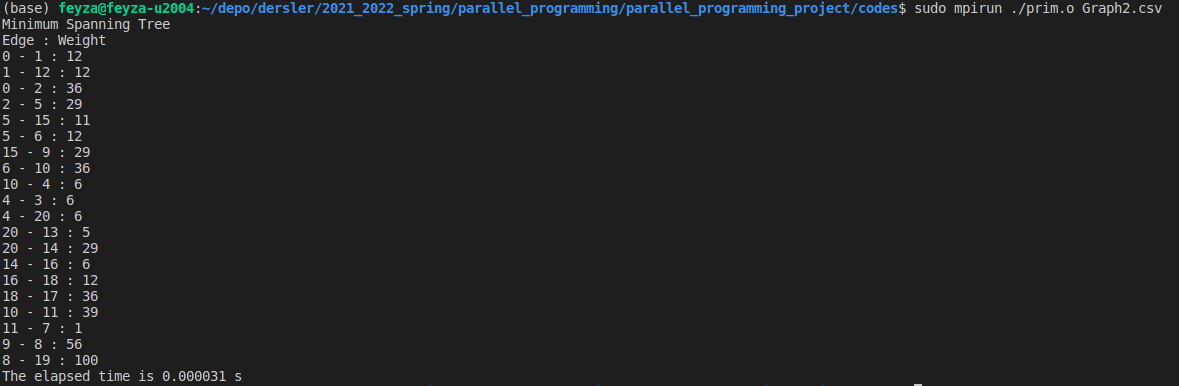 (base) feyza@feyza-u2004:~/depo/dersler/2021_2022_spring/parallel_programming/parallel_programming_project/codes$ sudo mpirun ./prim.o Graph2.csv
Minimum Spanning Tree
Edge : Weight
0 - 1 : 12
1 - 12 : 12
0 - 2 : 36
2 - 5 : 29
5 - 15 : 11
5 - 6 : 12
15 - 9 : 29
6 - 10 : 36
10 - 4 : 6
4 - 3 : 6
4 - 20 : 6
20 - 13 : 5
20 - 14 : 29
14 - 16 : 6
16 - 18 : 12
18 - 17 : 36
10 - 11 : 39
11 - 7 : 1
9 - 8 : 56
8 - 19 : 100
The elapsed time is 0.000031 s